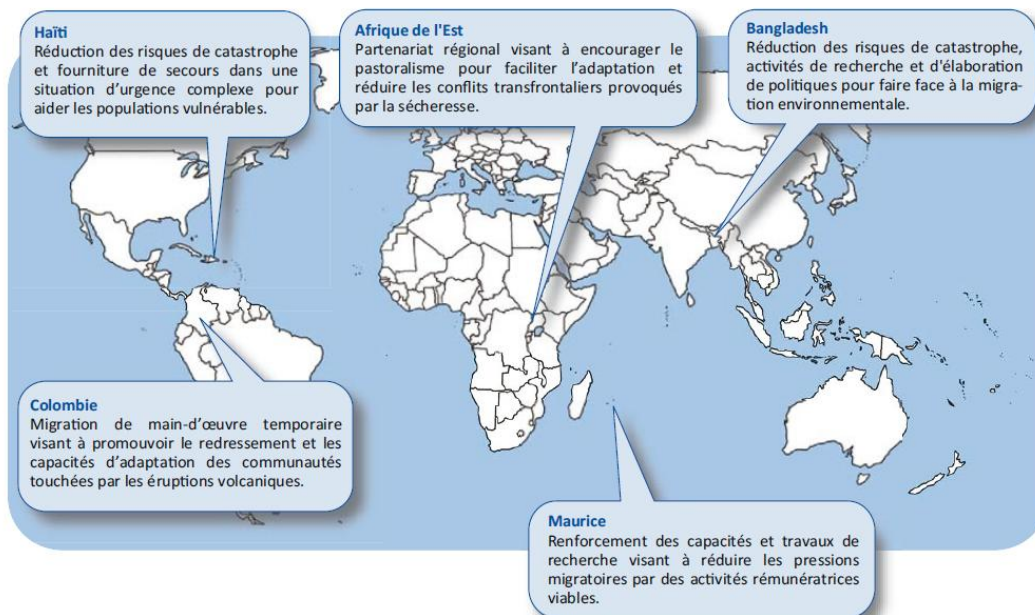 Haïti
Réduction des risques de catastrophe
et fourniture de secours dans une
situation d'urgence complexe pour
aider les populations vulnérables.
Afrique de l'Est
Partenariat régional visant à encourager le
pastoralisme pour faciliter l'adaptation et
réduire les conflits transfrontaliers provoqués
par la sécheresse.
Bangladesh
Réduction des risques de catastrophe,
activités de recherche et d'élaboration
de politiques pour faire face à la migra-
tion environnementale.
Colombie
Migration de main-d'œuvre temporaire
visant à promouvoir le redressement et les
capacités d'adaptation des communautés
touchées par les éruptions volcaniques.
Maurice
Renforcement des capacités et travaux de
recherche visant à réduire les pressions
migratoires par des activités rémunératrices
viables.